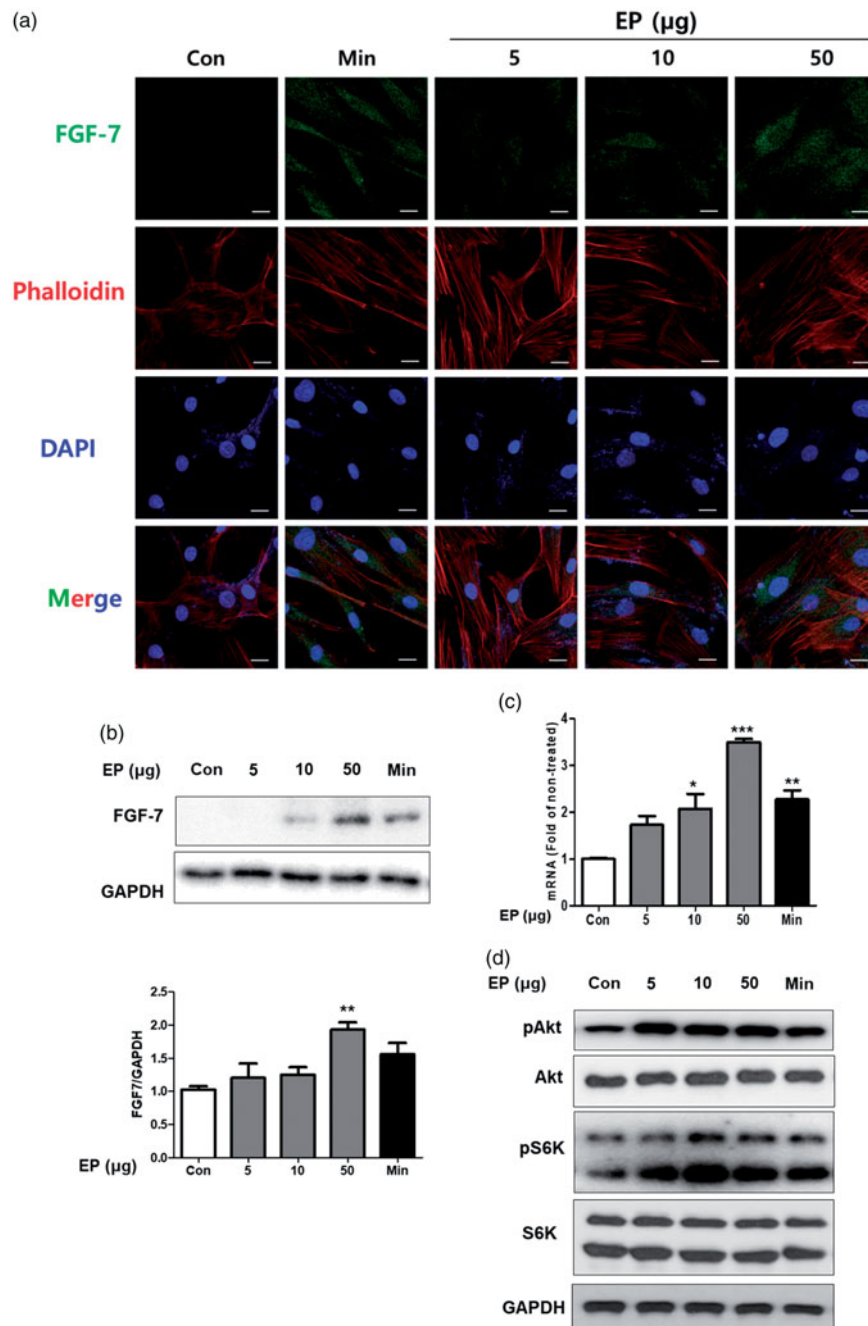 (a)
EP (μg)
Con Min 5 10 50
FGF-7
Phalloidin
DAPI
Merge
(b)
EP (μg) Con 5 10 50 Min
FGF-7
GAPDH
2.5
2.0
1.5
1.0
0.5
0.0
FGF7/GAPDH
**
EP (μg)
Con 5 10 50 Min
(c)
4
3
2
1
0
mRNA (Fold of non-treated)
* *** **
EP (μg)
Con 5 10 50 Min
(d)
EP (μg) Con 5 10 50 Min
pAkt
Akt
pS6K
S6K
GAPDH